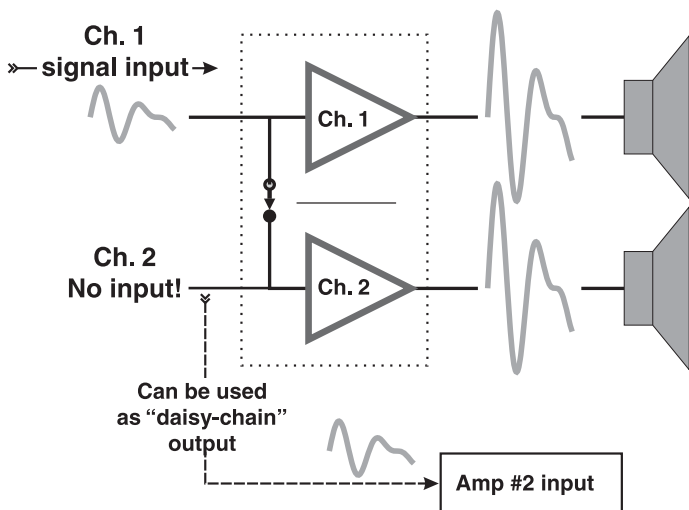 Ch. 1
signal input
Ch. 1
Ch. 2
No input!
Ch. 2
Can be used
as “daisy-chain”
output
Amp #2 input